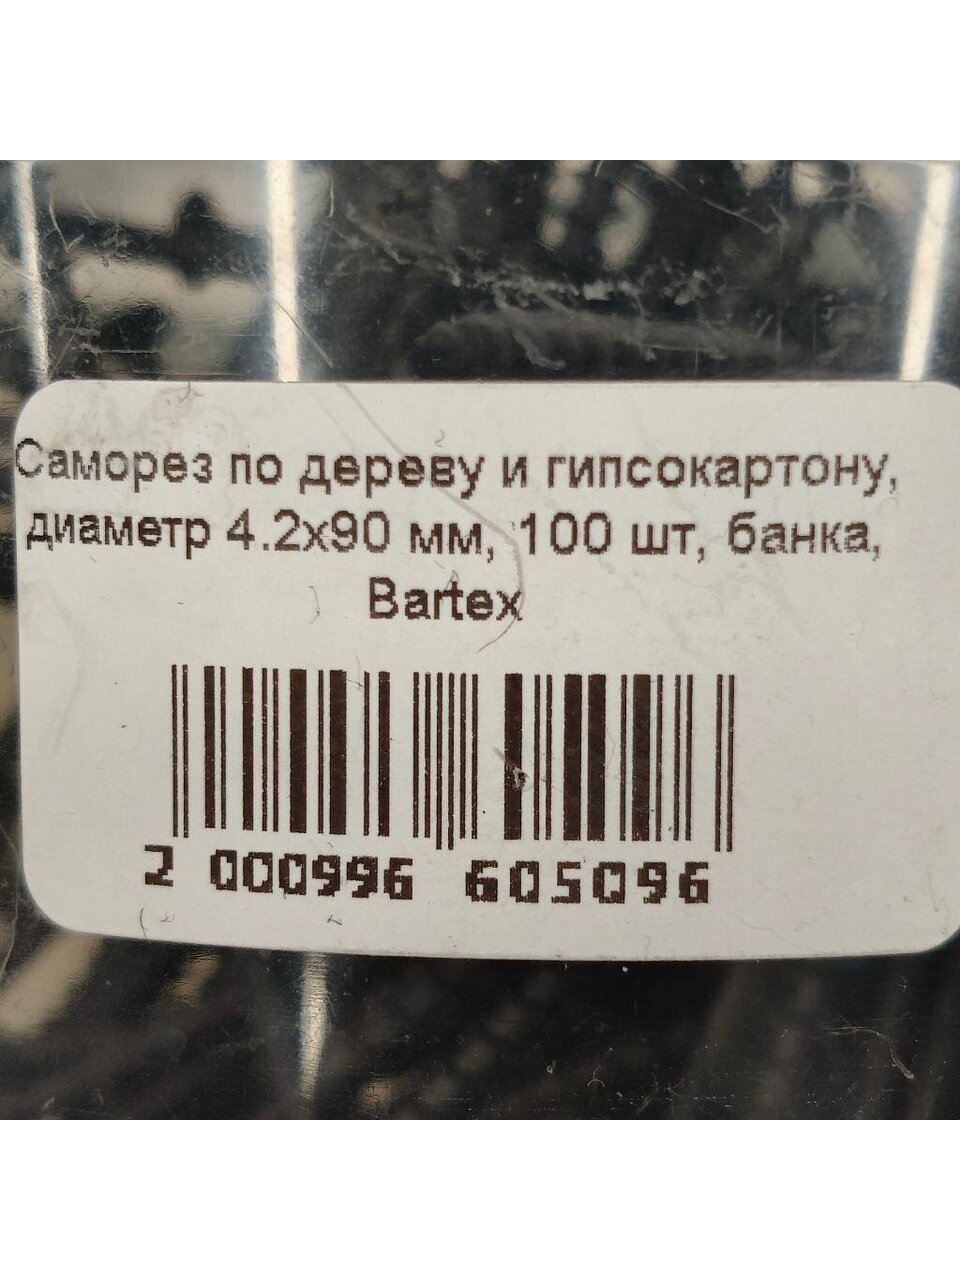 Саморез по дереву и гипсокартону,
диаметр 4.2х90 мм, 100 шт, банка,
Bartex
2 000996 605096